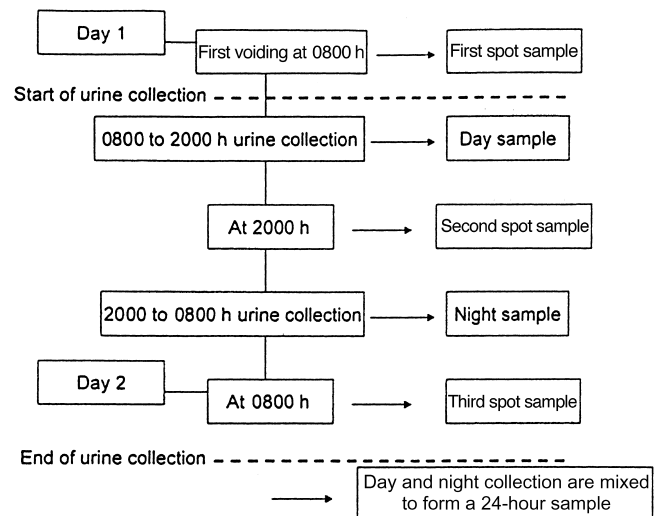 Day 1
First voiding at 0800 h
First spot sample
Start of urine collection
0800 to 2000 h urine collection
Day sample
At 2000 h
Second spot sample
2000 to 0800 h urine collection
Night sample
Day 2
At 0800 h
Third spot sample
End of urine collection
Day and night collection are mixed
to form a 24-hour sample